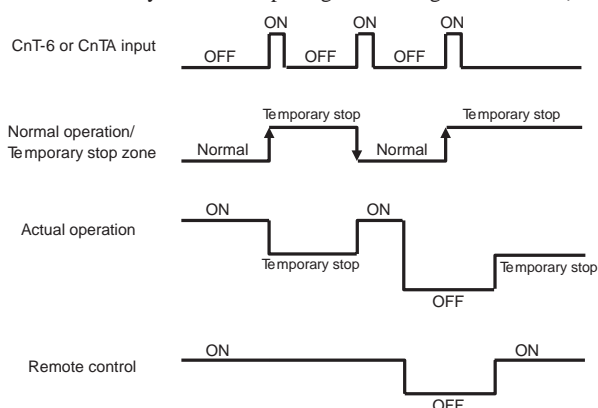 ON ON ON
CnT-6 or CnTA input
OFF OFF OFF
Temporary stop Temporary stop
Normal operation/
Temporary stop zone
Normal Normal
ON ON
Actual operation
Temporary stop Temporary stop
OFF
ON ON
Remote control
OFF